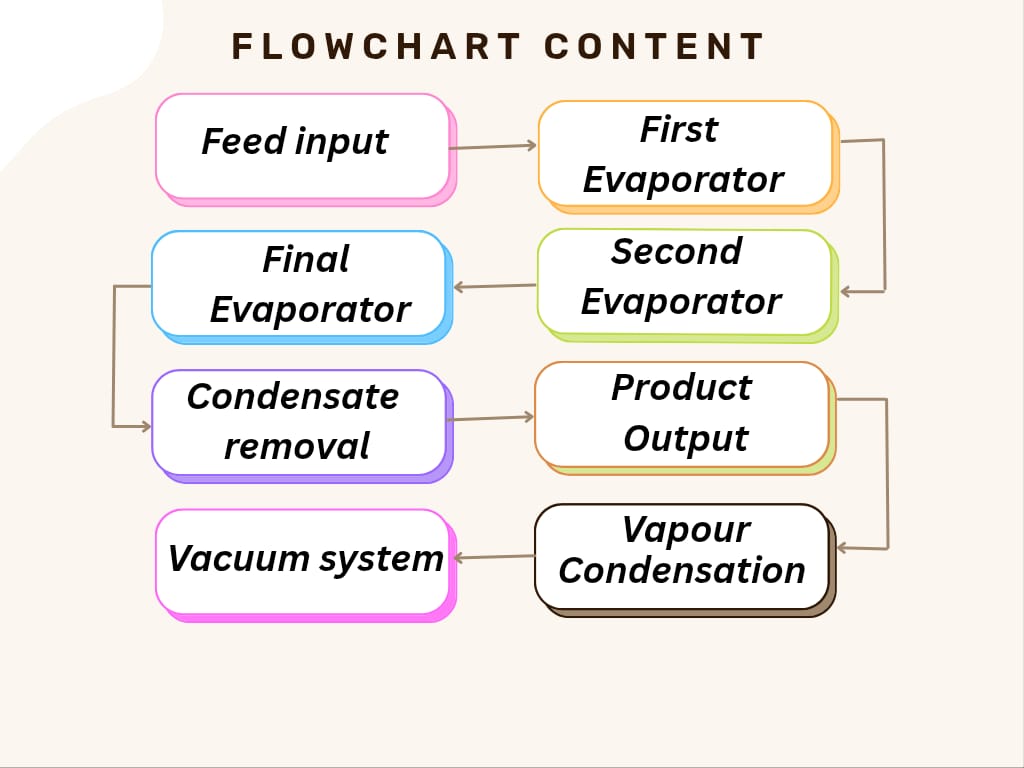 FLOWCHART CONTENT
Feed input
First
Evaporator
Second
Evaporator
Final
Evaporator
Condensate
removal
Product
Output
Vapour
Condensation
Vacuum system